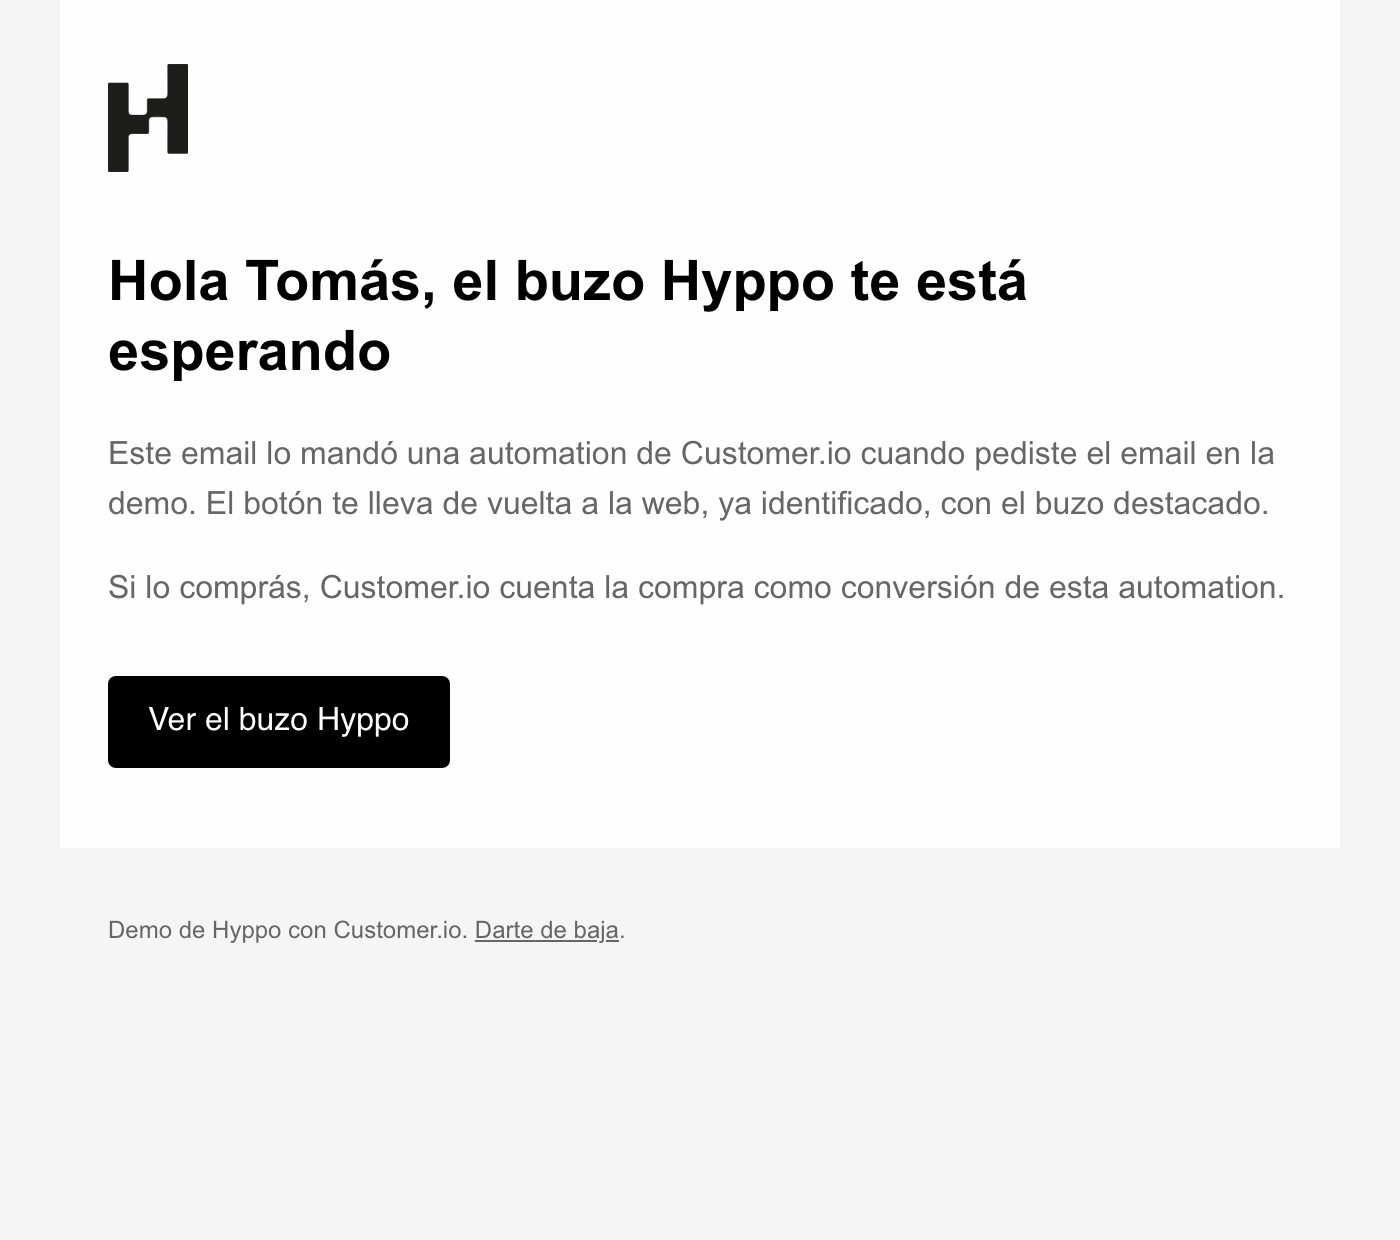 Hola Tomás, el buzo Hyppo te está
esperando
Este email lo mandó una automation de Customer.io cuando pediste el email en la
demo. El botón te lleva de vuelta a la web, ya identificado, con el buzo destacado.
Si lo comprás, Customer.io cuenta la compra como conversión de esta automation.
Ver el buzo Hyppo
Demo de Hyppo con Customer.io. Darte de baja.